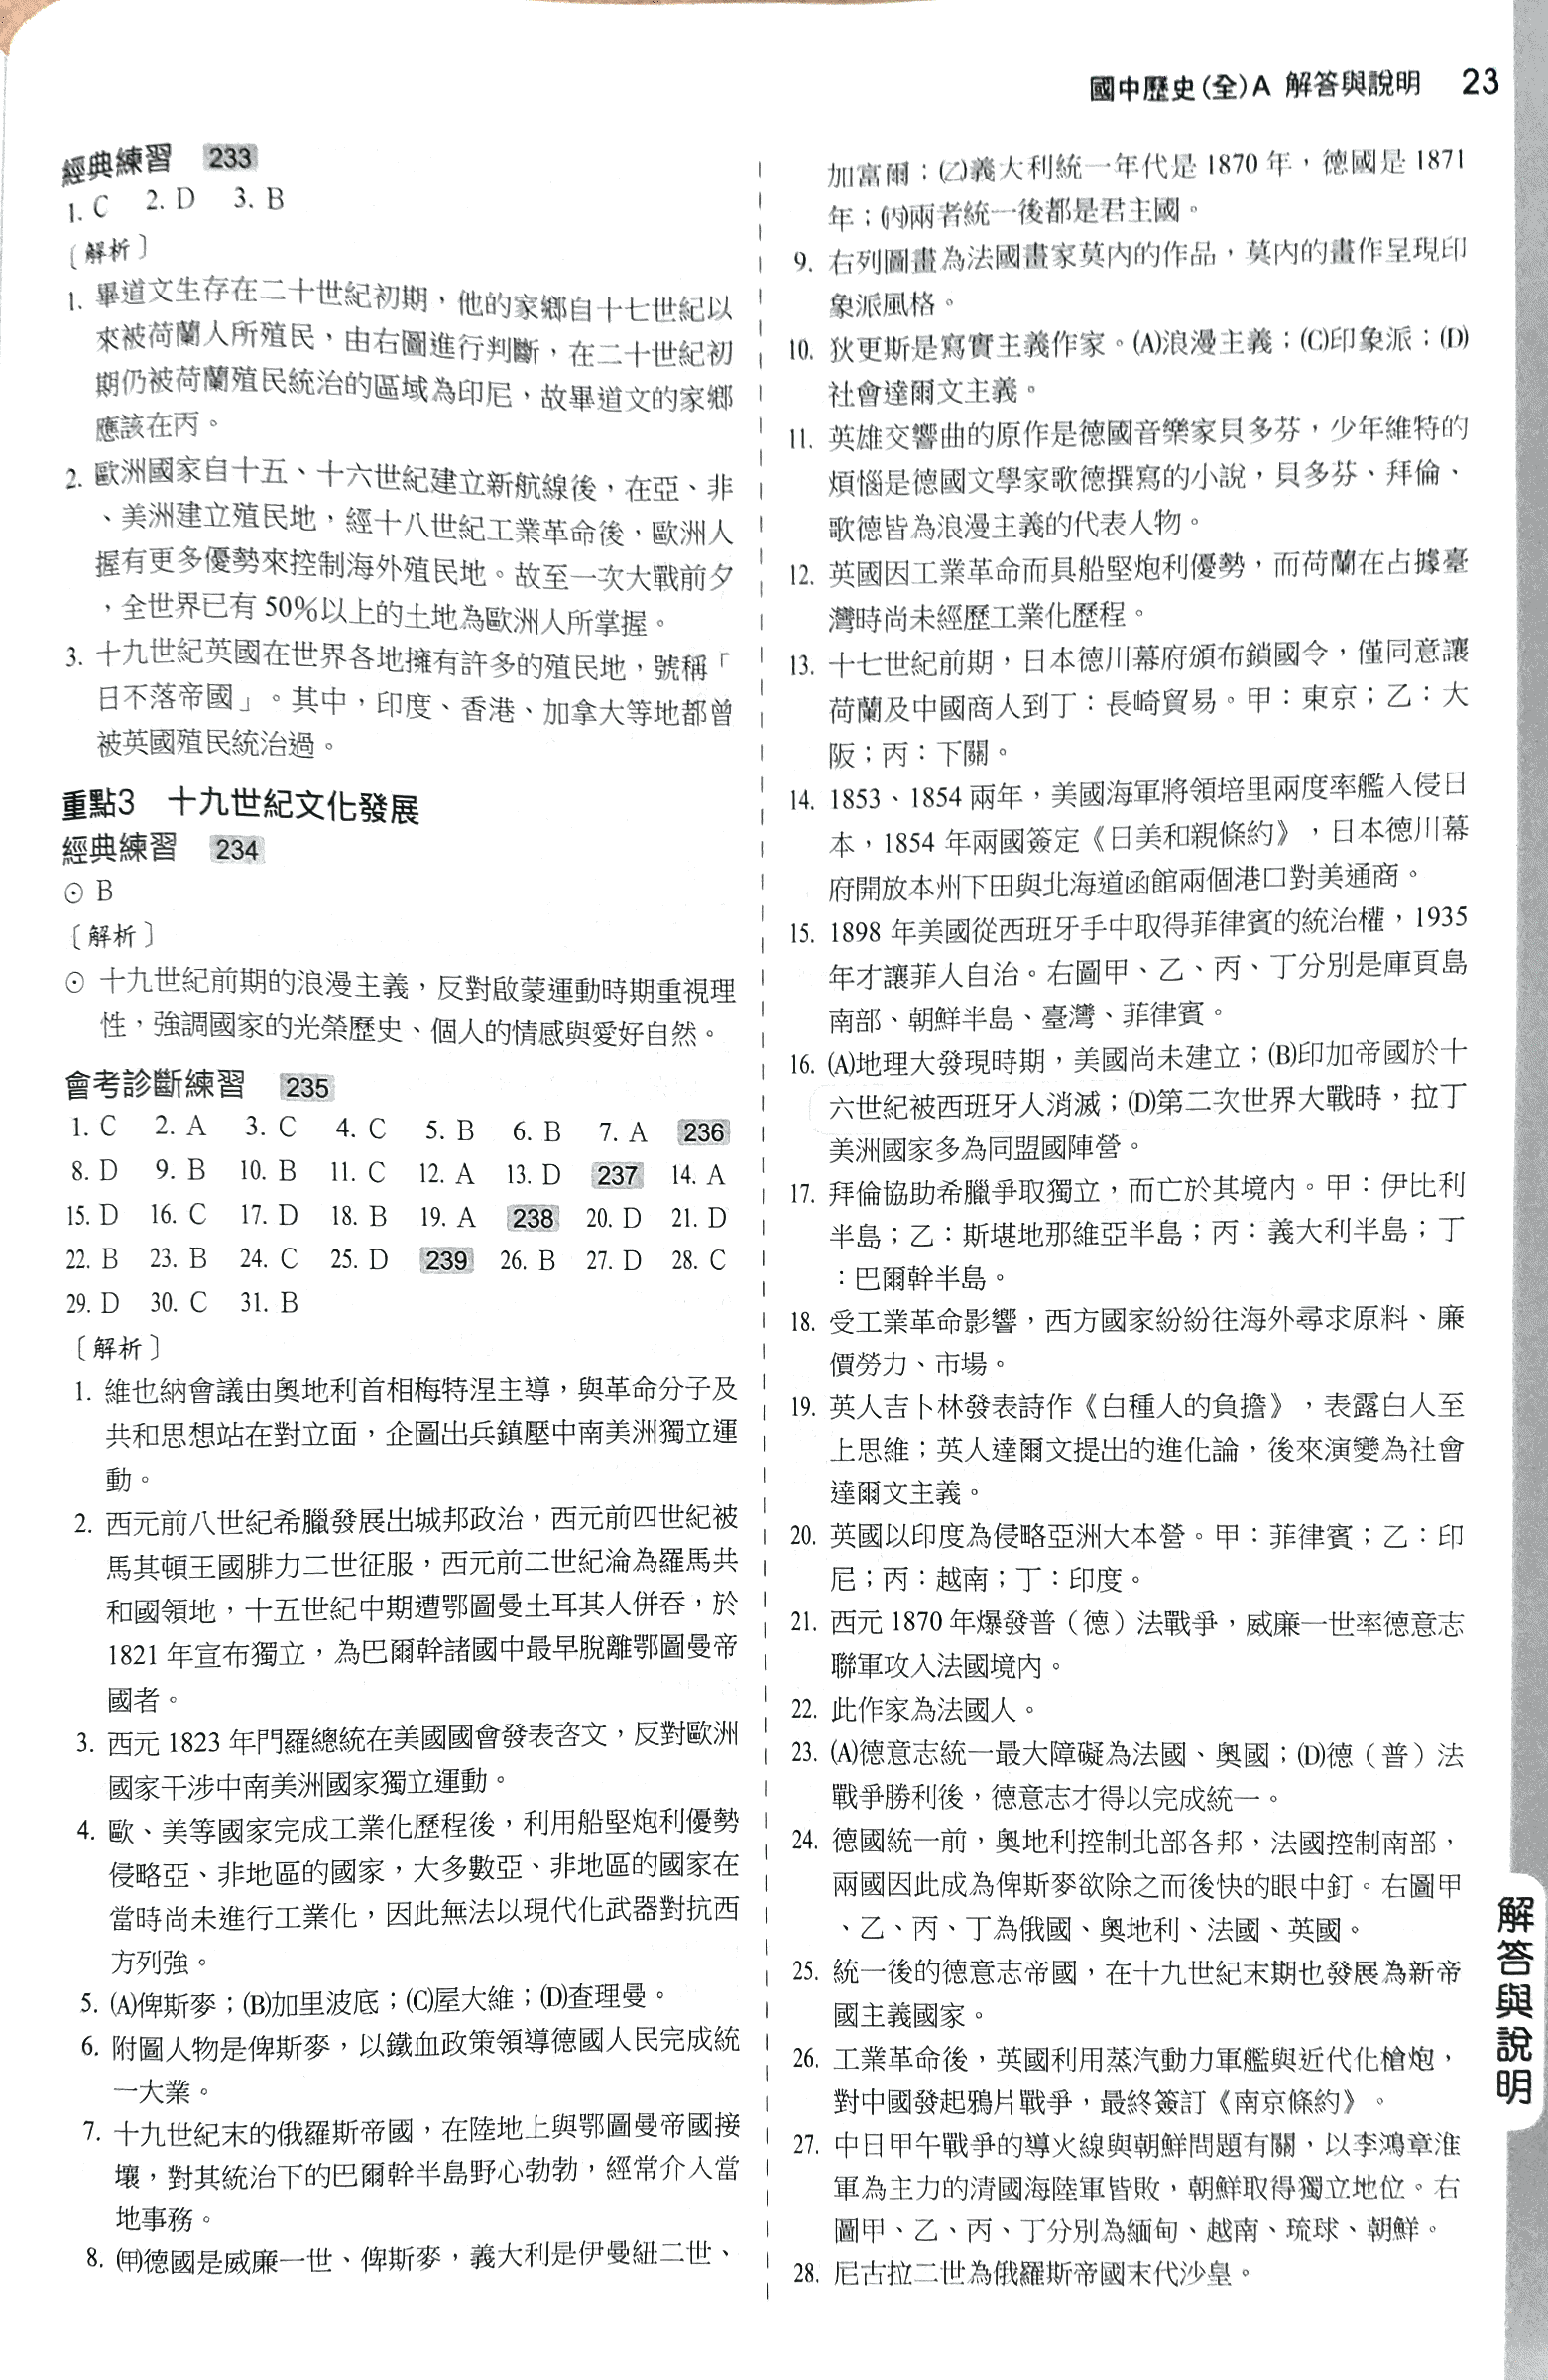 國中歷史(全)A 解答與說明 23
經典練習 233
1. C 2. D 3. B
〔解析〕
1. 畢道文生存在二十世紀初期，他的家鄉自十七世紀以
來被荷蘭人所殖民，由右圖進行判斷，在二十世紀初
期仍被荷蘭殖民統治的區域為印尼，故畢道文的家鄉
應該在丙。
2. 歐洲國家自十五、十六世紀建立新航線後，在亞、非
、美洲建立殖民地，經十八世紀工業革命後，歐洲人
握有更多優勢來控制海外殖民地。故至一次大戰前夕
，全世界已有50%以上的土地為歐洲人所掌握。
3. 十九世紀英國在世界各地擁有許多的殖民地，號稱「
日不落帝國」。其中，印度、香港、加拿大等地都曾
被英國殖民統治過。
重點3 十九世紀文化發展
經典練習 234
⊙ B
〔解析〕
⊙ 十九世紀前期的浪漫主義，反對啟蒙運動時期重視理
性，強調國家的光榮歷史、個人的情感與愛好自然。
會考診斷練習 235
1. C 2. A 3. C 4. C 5. B 6. B 7. A 236
8. D 9. B 10. B 11. C 12. A 13. D 237 14. A
15. D 16. C 17. D 18. B 19. A 238 20. D 21. D
22. B 23. B 24. C 25. D 239 26. B 27. D 28. C
29. D 30. C 31. B
〔解析〕
1. 維也納會議由奧地利首相梅特涅主導，與革命分子及
共和思想站在對立面，企圖出兵鎮壓中南美洲獨立運
動。
2. 西元前八世紀希臘發展出城邦政治，西元前四世紀被
馬其頓王國腓力二世征服，西元前二世紀淪為羅馬共
和國領地，十五世紀中期遭鄂圖曼土耳其人併吞，於
1821年宣布獨立，為巴爾幹諸國中最早脫離鄂圖曼帝
國者。
3. 西元1823年門羅總統在美國國會發表咨文，反對歐洲
國家干涉中南美洲國家獨立運動。
4. 歐、美等國家完成工業化歷程後，利用船堅炮利優勢
侵略亞、非地區的國家，大多數亞、非地區的國家在
當時尚未進行工業化，因此無法以現代化武器對抗西
方列強。
5. (A)俾斯麥；(B)加里波底；(C)屋大維；(D)查理曼。
6. 附圖人物是俾斯麥，以鐵血政策領導德國人民完成統
一大業。
7. 十九世紀末的俄羅斯帝國，在陸地上與鄂圖曼帝國接
壤，對其統治下的巴爾幹半島野心勃勃，經常介入當
地事務。
8. (甲)德國是威廉一世、俾斯麥，義大利是伊曼紐二世、
加富爾；(乙)義大利統一年代是1870年，德國是1871
年；(丙)兩者統一後都是君主國。
9. 右列圖畫為法國畫家莫內的作品，莫內的畫作呈現印
象派風格。
10. 狄更斯是寫實主義作家。(A)浪漫主義；(C)印象派；(D)
社會達爾文主義。
11. 英雄交響曲的原作是德國音樂家貝多芬，少年維特的
煩惱是德國文學家歌德撰寫的小說，貝多芬、拜倫、
歌德皆為浪漫主義的代表人物。
12. 英國因工業革命而具船堅炮利優勢，而荷蘭在占據臺
灣時尚未經歷工業化歷程。
13. 十七世紀前期，日本德川幕府頒布鎖國令，僅同意讓
荷蘭及中國商人到丁：長崎貿易。甲：東京；乙：大
阪；丙：下關。
14. 1853、1854兩年，美國海軍將領培里兩度率艦入侵日
本，1854年兩國簽定《日美和親條約》，日本德川幕
府開放本州下田與北海道函館兩個港口對美通商。
15. 1898年美國從西班牙手中取得菲律賓的統治權，1935
年才讓菲人自治。右圖甲、乙、丙、丁分別是庫頁島
南部、朝鮮半島、臺灣、菲律賓。
16. (A)地理大發現時期，美國尚未建立；(B)印加帝國於十
六世紀被西班牙人消滅；(D)第二次世界大戰時，拉丁
美洲國家多為同盟國陣營。
17. 拜倫協助希臘爭取獨立，而亡於其境內。甲：伊比利
半島；乙：斯堪地那維亞半島；丙：義大利半島；丁
：巴爾幹半島。
18. 受工業革命影響，西方國家紛紛往海外尋求原料、廉
價勞力、市場。
19. 英人吉卜林發表詩作《白種人的負擔》，表露白人至
上思維；英人達爾文提出的進化論，後來演變為社會
達爾文主義。
20. 英國以印度為侵略亞洲大本營。甲：菲律賓；乙：印
尼；丙：越南；丁：印度。
21. 西元1870年爆發普（德）法戰爭，威廉一世率德意志
聯軍攻入法國境內。
22. 此作家為法國人。
23. (A)德意志統一最大障礙為法國、奧國；(D)德（普）法
戰爭勝利後，德意志才得以完成統一。
24. 德國統一前，奧地利控制北部各邦，法國控制南部，
兩國因此成為俾斯麥欲除之而後快的眼中釘。右圖甲
、乙、丙、丁為俄國、奧地利、法國、英國。
25. 統一後的德意志帝國，在十九世紀末期也發展為新帝
國主義國家。
26. 工業革命後，英國利用蒸汽動力軍艦與近代化槍炮，
對中國發起鴉片戰爭，最終簽訂《南京條約》。
27. 中日甲午戰爭的導火線與朝鮮問題有關，以李鴻章淮
軍為主力的清國海陸軍皆敗，朝鮮取得獨立地位。右
圖甲、乙、丙、丁分別為緬甸、越南、琉球、朝鮮。
28. 尼古拉二世為俄羅斯帝國末代沙皇。
解答與說明